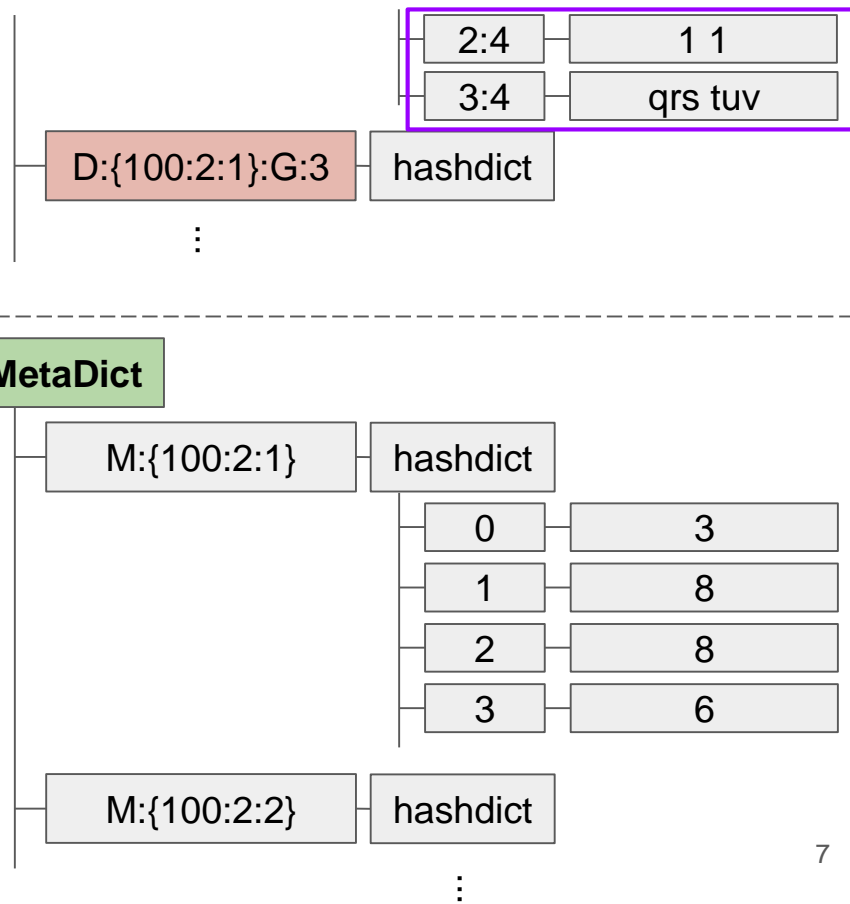 2:4 1 1
3:4 qrs tuv
D:{100:2:1}:G:3 hashdict
...
MetaDict
M:{100:2:1} hashdict
0 3
1 8
2 8
3 6
M:{100:2:2} hashdict
7
...